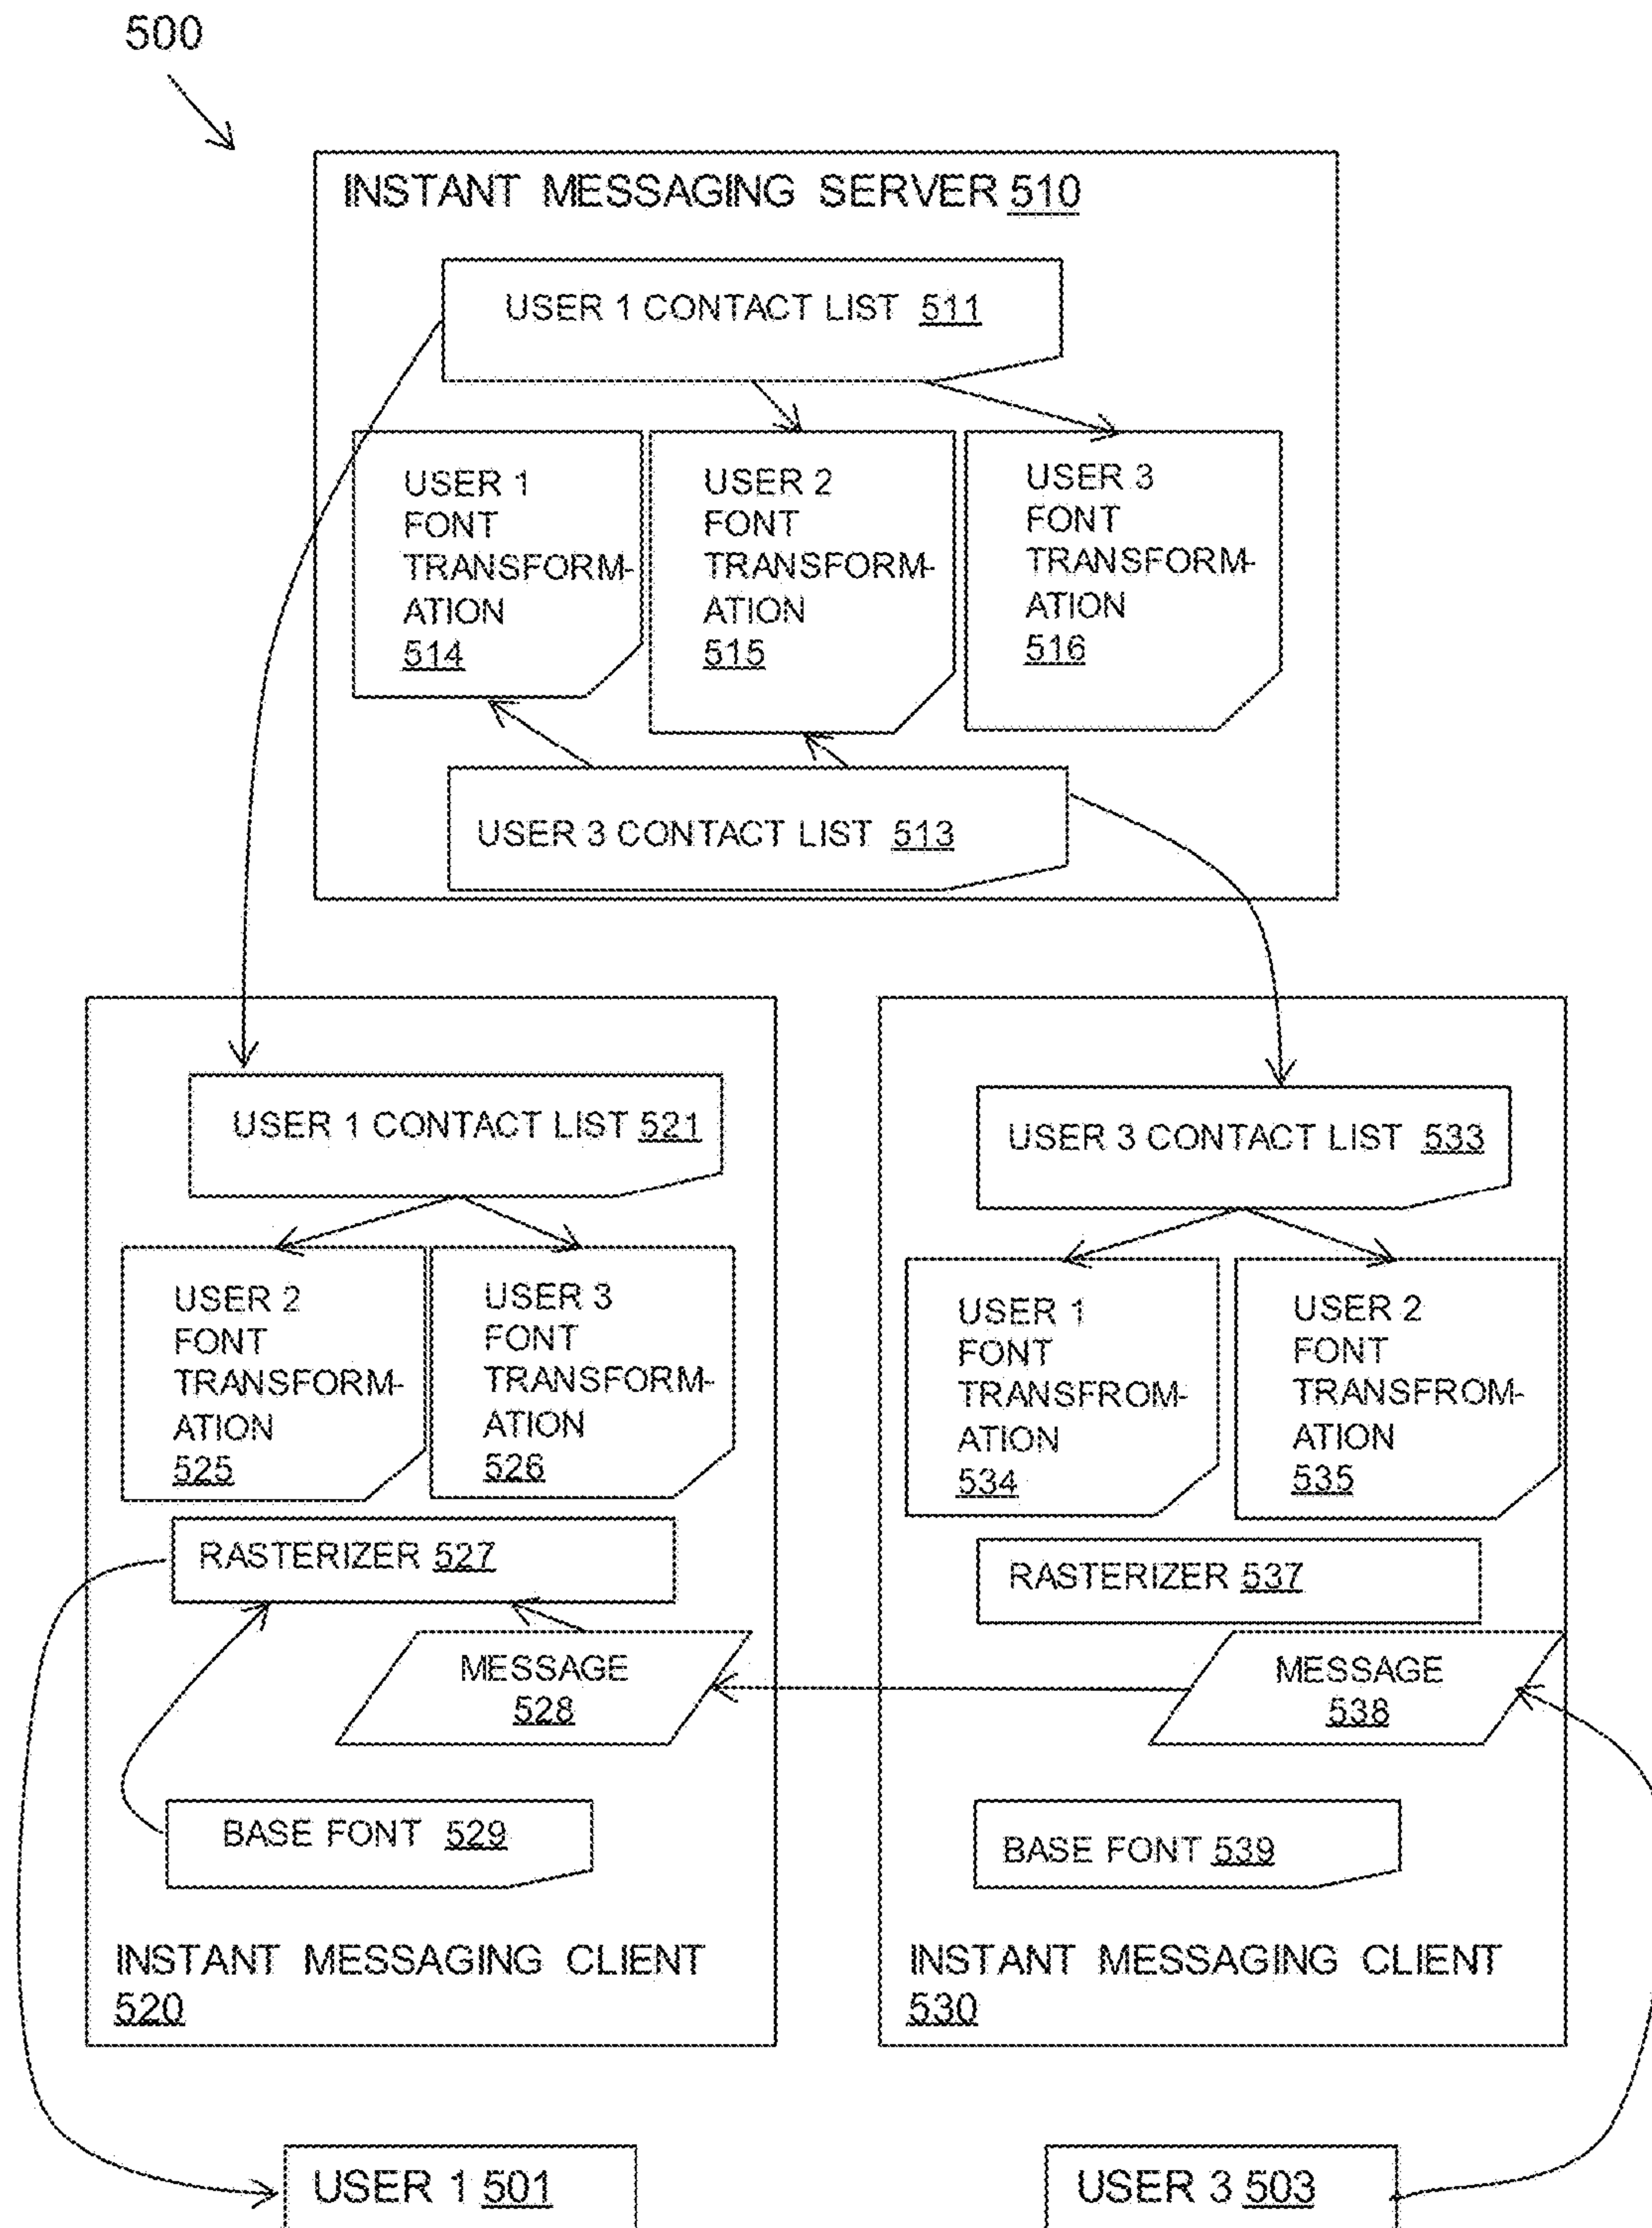 500
INSTANT MESSAGING SERVER 510
USER 1 CONTACT LIST 511
USER 1
FONT
TRANSFORM-
ATION
514
USER 2
FONT
TRANSFORM-
ATION
515
USER 3
FONT
TRANSFORM-
ATION
516
USER 3 CONTACT LIST 513
USER 1 CONTACT LIST 521
USER 2
FONT
TRANSFORM-
ATION
525
USER 3
FONT
TRANSFORM-
ATION
526
RASTERIZER 527
MESSAGE
528
BASE FONT 529
INSTANT MESSAGING CLIENT
520
USER 3 CONTACT LIST 533
USER 1
FONT
TRANSFROM-
ATION
534
USER 2
FONT
TRANSFROM-
ATION
535
RASTERIZER 537
MESSAGE
538
BASE FONT 539
INSTANT MESSAGING CLIENT
530
USER 1 501
USER 3 503